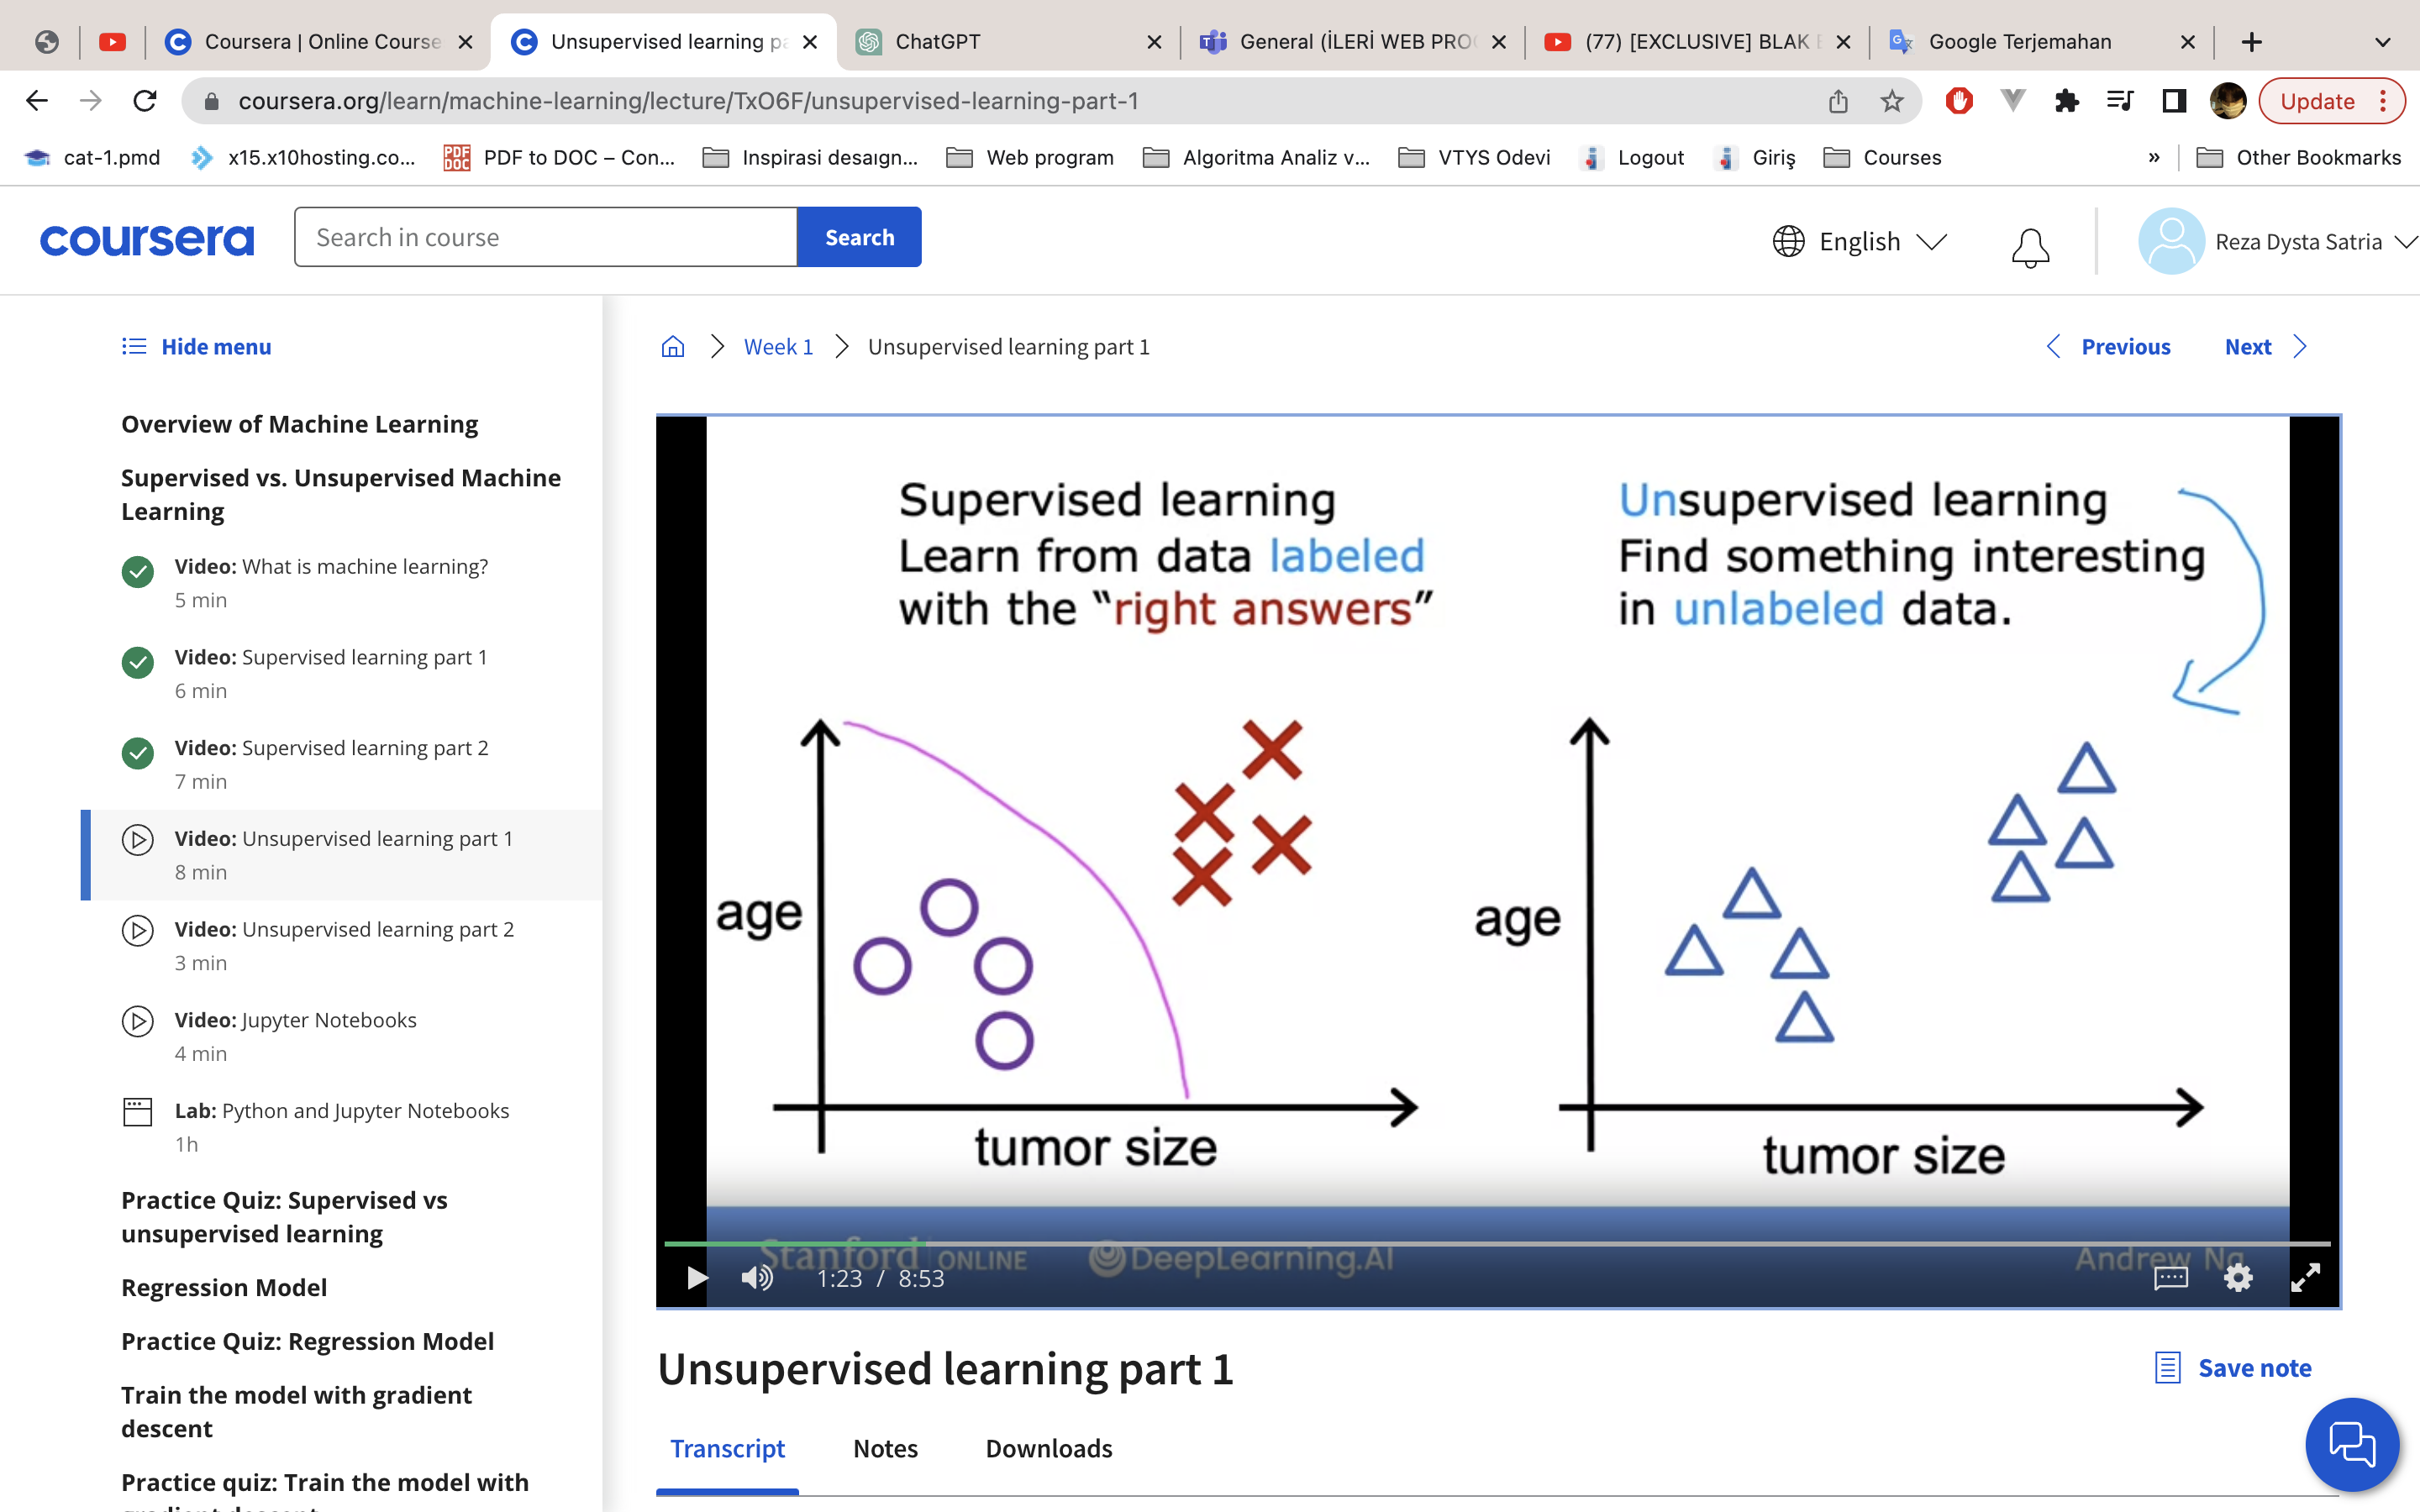 Coursera | Online Course
Unsupervised learning pa
ChatGPT
General (İLERİ WEB PRO
(77) [EXCLUSIVE] BLAK
Google Terjemahan
coursera.org/learn/machine-learning/lecture/TxO6F/unsupervised-learning-part-1
Update
cat-1.pmd
x15.x10hosting.co...
PDF to DOC – Con...
Inspirasi desaıgn...
Web program
Algoritma Analiz v...
VTYS Odevi
Logout
Giriş
Courses
»
Other Bookmarks
coursera
Search in course
Search
English
Reza Dysta Satria
Hide menu
Week 1
Unsupervised learning part 1
Previous
Next
Overview of Machine Learning
Supervised vs. Unsupervised Machine
Learning
Video: What is machine learning?
5 min
Video: Supervised learning part 1
6 min
Video: Supervised learning part 2
7 min
Video: Unsupervised learning part 1
8 min
Video: Unsupervised learning part 2
3 min
Video: Jupyter Notebooks
4 min
Lab: Python and Jupyter Notebooks
1h
Practice Quiz: Supervised vs
unsupervised learning
Regression Model
Practice Quiz: Regression Model
Train the model with gradient
descent
Practice quiz: Train the model with
gradient descent
Supervised learning
Learn from data labeled
with the “right answers”
age
tumor size
Unsupervised learning
Find something interesting
in unlabeled data.
age
tumor size
Stanford ONLINE
DeepLearning.AI
Andrew Ng
1:23 / 8:53
Unsupervised learning part 1
Save note
Transcript
Notes
Downloads